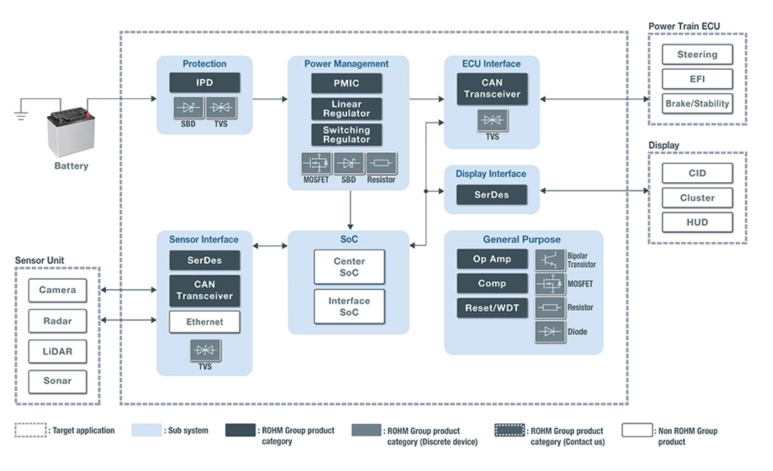 Power Train ECU
Steering
EFI
Brake/Stability
Protection
IPD
SBD
TVS
Power Management
PMIC
Linear
Regulator
Switching
Regulator
MOSFET
SBD
Resistor
ECU Interface
CAN
Transceiver
TVS
Battery
Display
CID
Cluster
HUD
Display Interface
SerDes
Sensor Interface
SerDes
CAN
Transceiver
Ethernet
TVS
SoC
Center
SoC
Interface
SoC
General Purpose
Op Amp
Comp
Reset/WDT
Bipolar
Transistor
MOSFET
Resistor
Diode
Sensor Unit
Camera
Radar
LiDAR
Sonar
: Target application
: Sub system
: ROHM Group product
category
: ROHM Group product
category (Discrete device)
: ROHM Group product
category (Contact us)
: Non ROHM Group
product